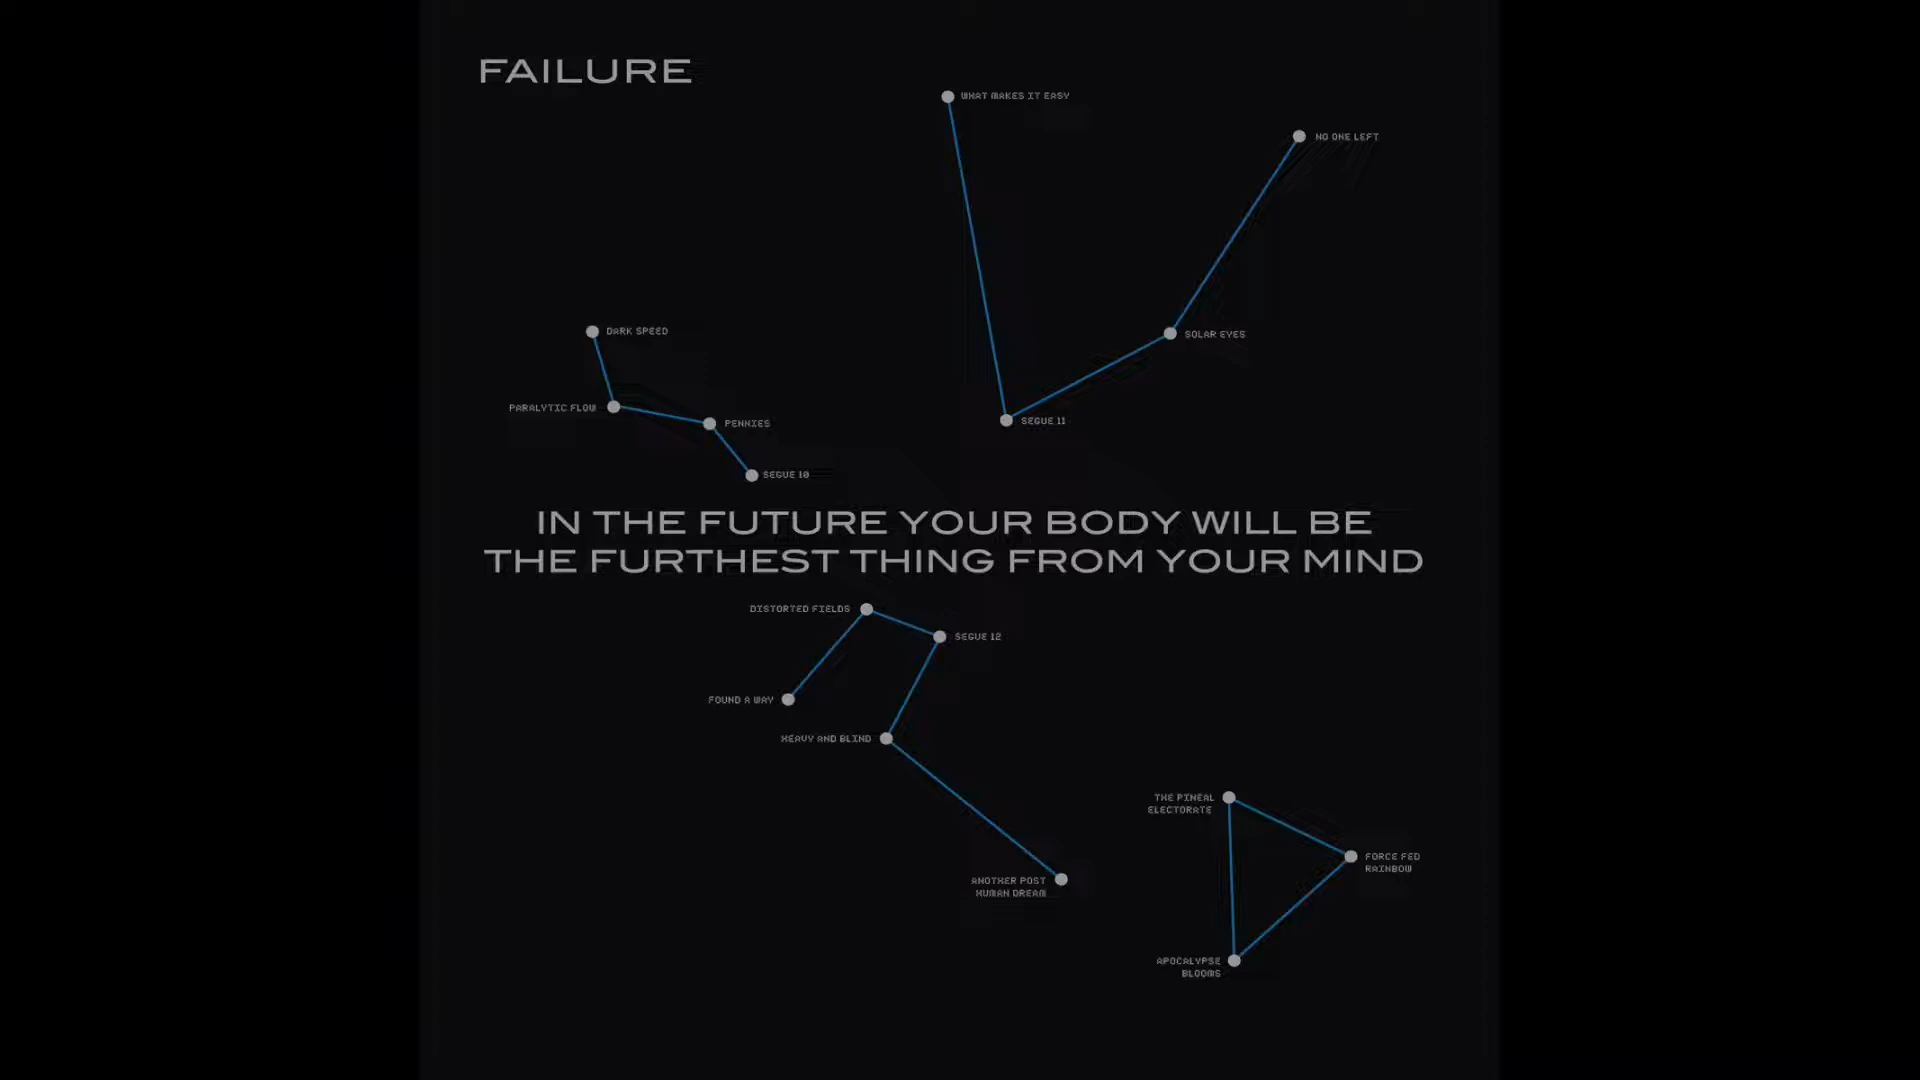 FAILURE
WHAT MAKES IT EASY
NO ONE LEFT
DARK SPEED
SOLAR EYES
PARALYTIC FLOW
PENNIES
SEGUE 11
SEGUE 10
IN THE FUTURE YOUR BODY WILL BE
THE FURTHEST THING FROM YOUR MIND
DISTORTED FIELDS
SEGUE 12
FOUND A WAY
HEAVY AND BLIND
THE PINEAL
ELECTORATE
FORCE FED
RAINBOW
ANOTHER POST
HUMAN DREAM
APOCALYPSE
BLOOMS